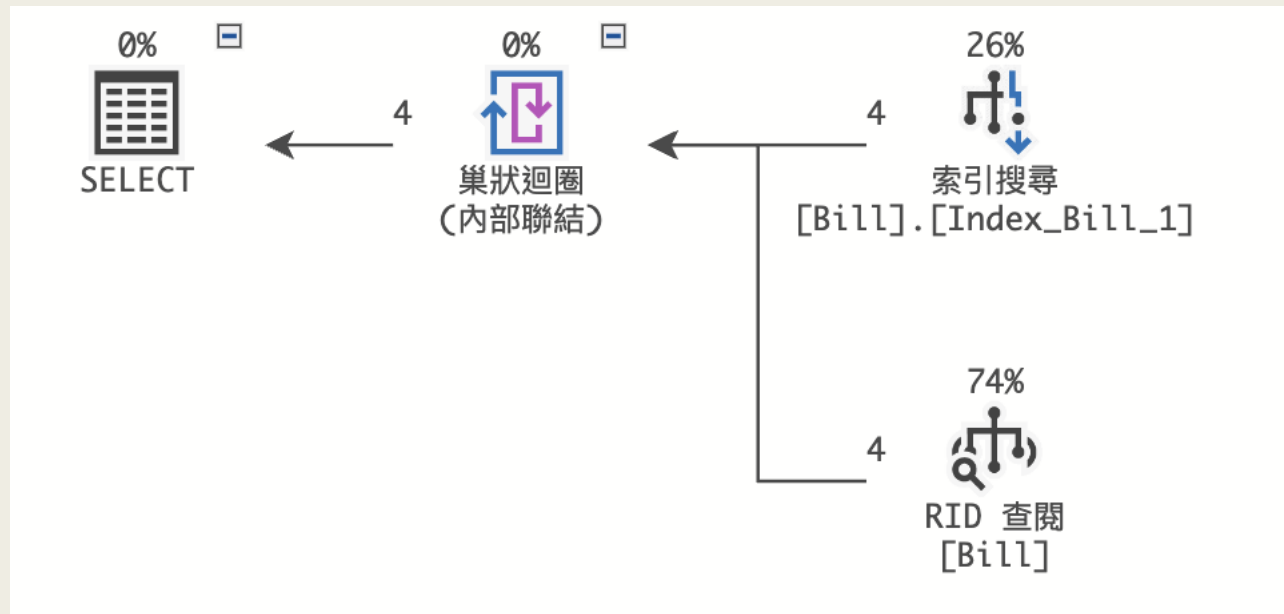 0%
0%
26%
4
4
SELECT
巢狀迴圈
(內部聯結)
索引搜尋
[Bill].[Index_Bill_1]
74%
4
RID 查閱
[Bill]